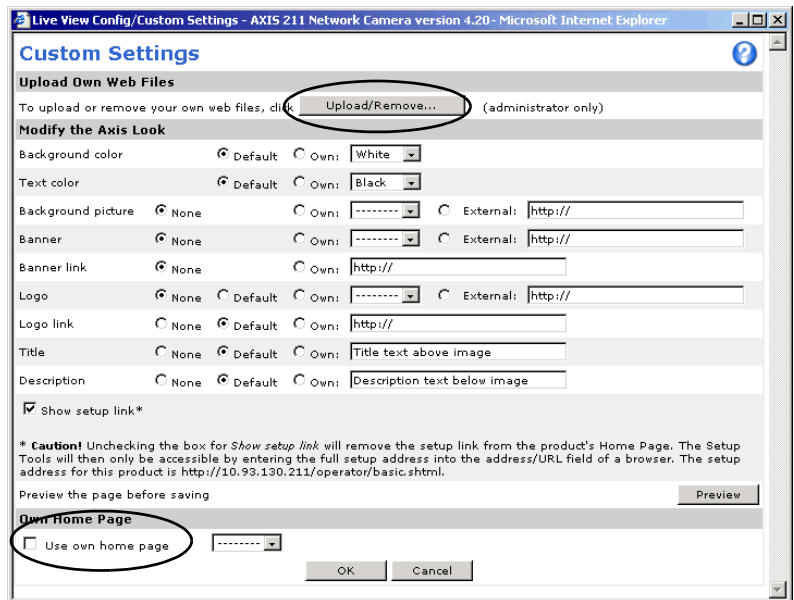 Live View Config/Custom Settings - AXIS 211 Network Camera version 4.20- Microsoft Internet Explorer
Custom Settings
?
Upload Own Web Files
To upload or remove your own web files, click Upload/Remove... (administrator only)
Modify the Axis Look
Background color Default Own: White
Text color Default Own: Black
Background picture None Own: -------- External: http://
Banner None Own: -------- External: http://
Banner link None Own: http://
Logo None Default Own: -------- External: http://
Logo link None Default Own: http://
Title None Default Own: Title text above image
Description None Default Own: Description text below image
Show setup link*
* Caution! Unchecking the box for Show setup link will remove the setup link from the product's Home Page. The Setup
Tools will then only be accessible by entering the full setup address into the address/URL field of a browser. The setup
address for this product is http://10.93.130.211/operator/basic.shtml.
Preview the page before saving Preview
Own Home Page
Use own home page --------
OK Cancel